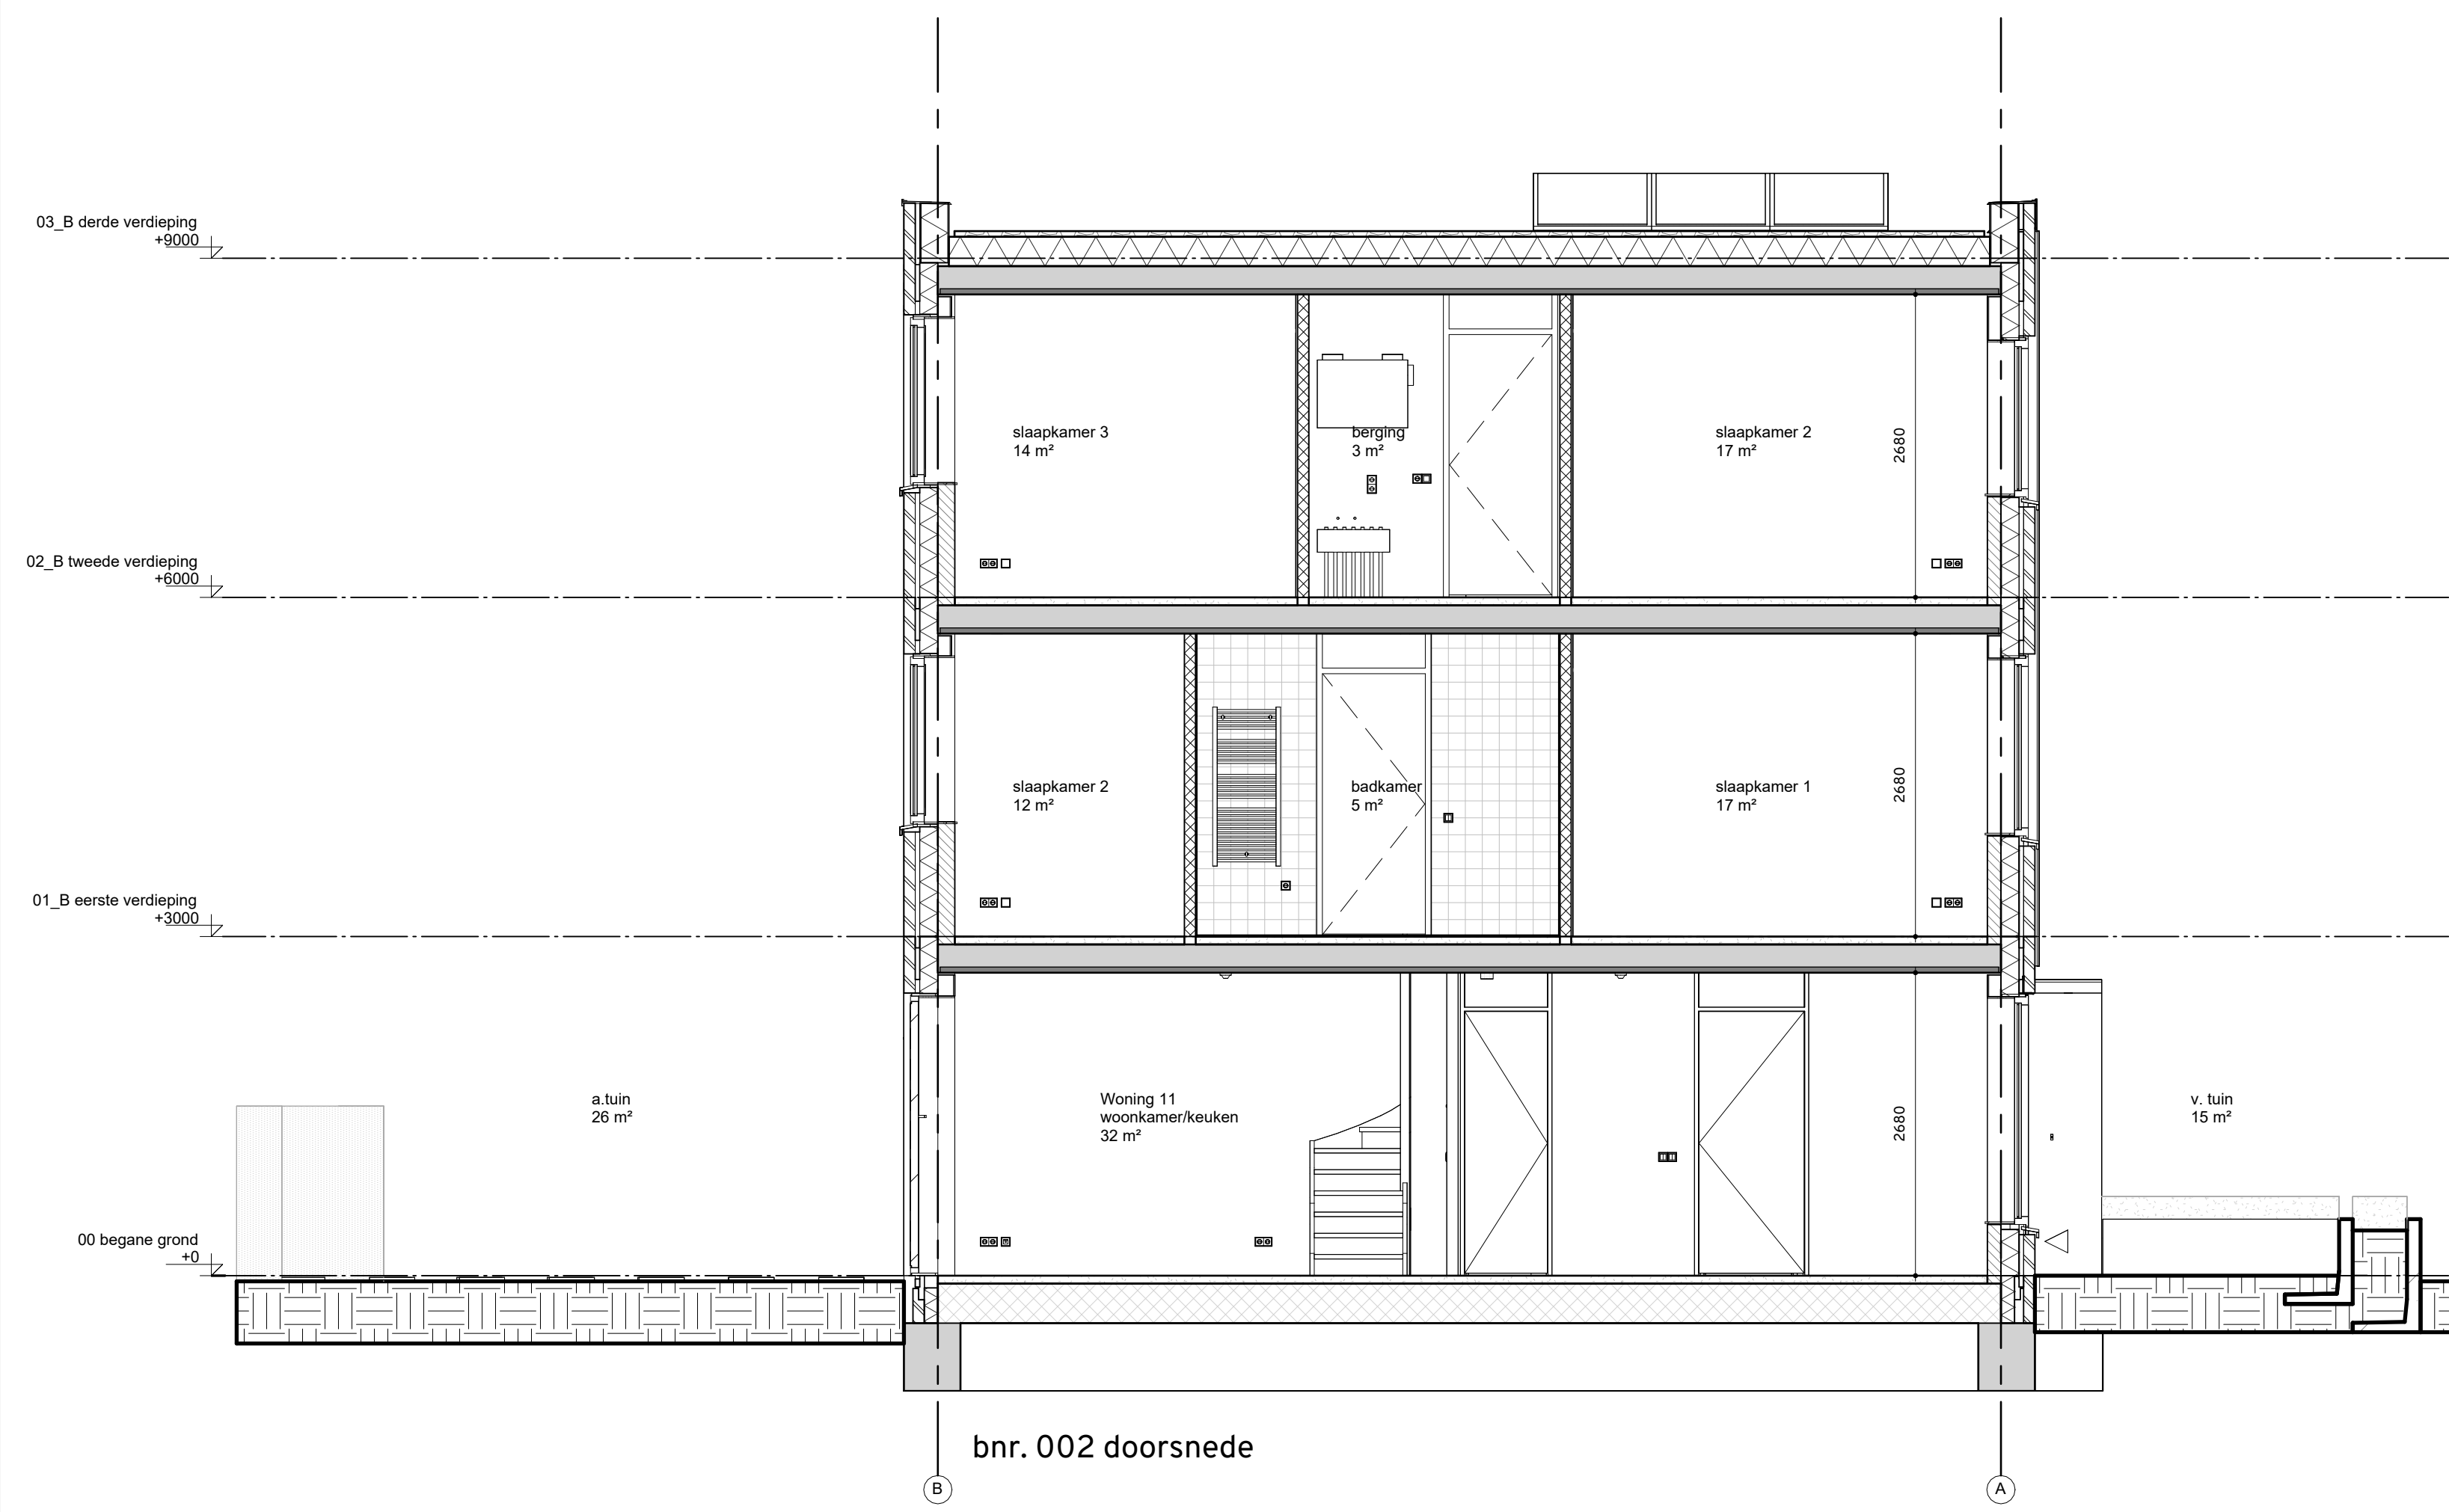 03_B derde verdieping
+9000
slaapkamer 3
14 m²
berging
3 m²
slaapkamer 2
17 m²
2680
02_B tweede verdieping
+6000
slaapkamer 2
12 m²
badkamer
5 m²
slaapkamer 1
17 m²
2680
01_B eerste verdieping
+3000
a.tuin
26 m²
Woning 11
woonkamer/keuken
32 m²
2680
v. tuin
15 m²
00 begane grond
+0
bnr. 002 doorsnede
B
A